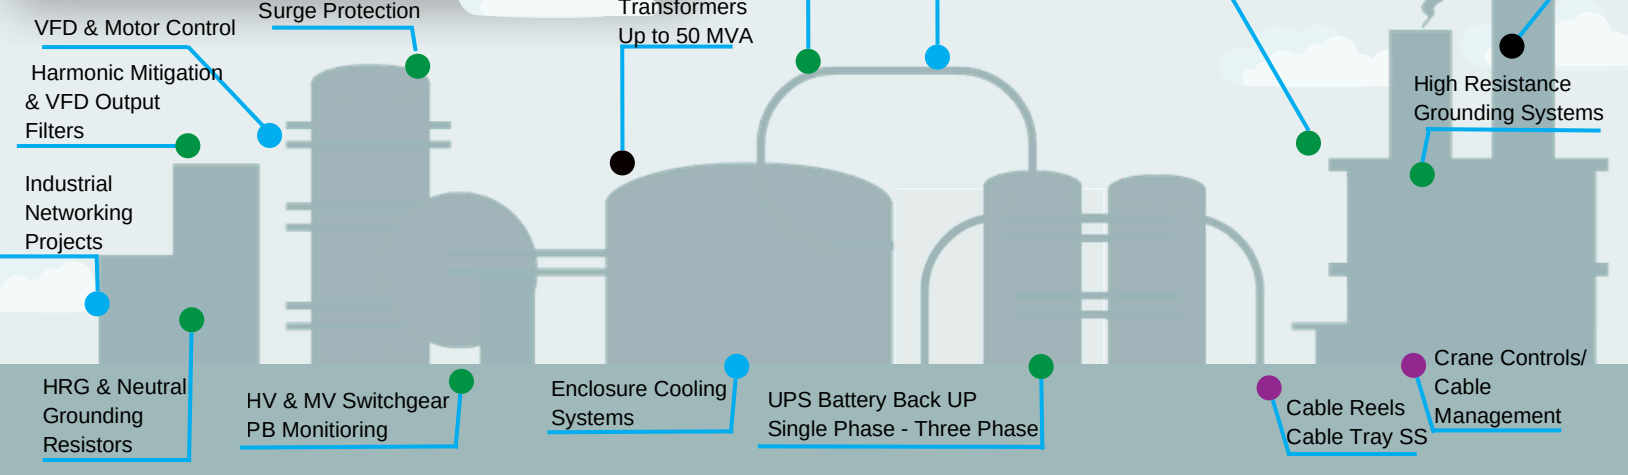 Surge Protection
VFD & Motor Control
Transformers
Up to 50 MVA
Harmonic Mitigation
& VFD Output
Filters
High Resistance
Grounding Systems
Industrial
Networking
Projects
HRG & Neutral
Grounding
Resistors
HV & MV Switchgear
PB Monitioring
Enclosure Cooling
Systems
UPS Battery Back UP
Single Phase - Three Phase
Cable Reels
Cable Tray SS
Crane Controls/
Cable
Management